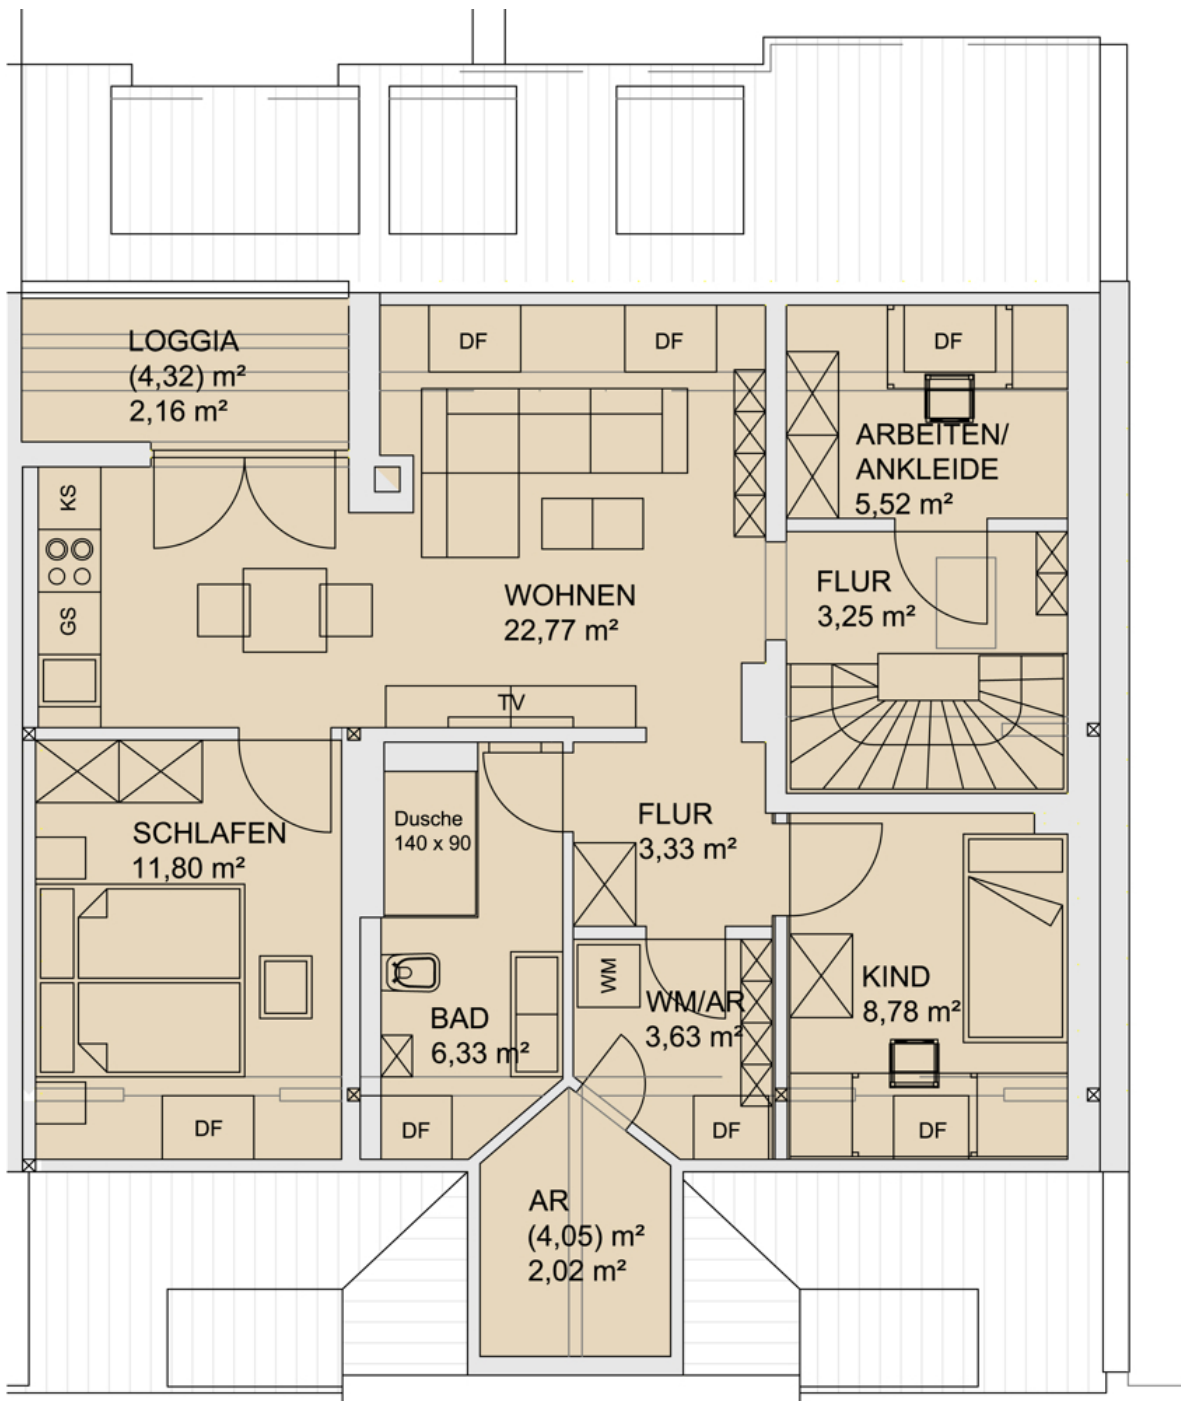 LOGGIA
(4,32) m²
2,16 m²
DF
DF
DF
ARBEITEN/
ANKLEIDE
5,52 m²
KS
GS
WOHNEN
22,77 m²
FLUR
3,25 m²
TV
SCHLAFEN
11,80 m²
Dusche
140 x 90
FLUR
3,33 m²
BAD
6,33 m²
WM
WM/AR
3,63 m²
KIND
8,78 m²
DF
DF
DF
DF
AR
(4,05) m²
2,02 m²